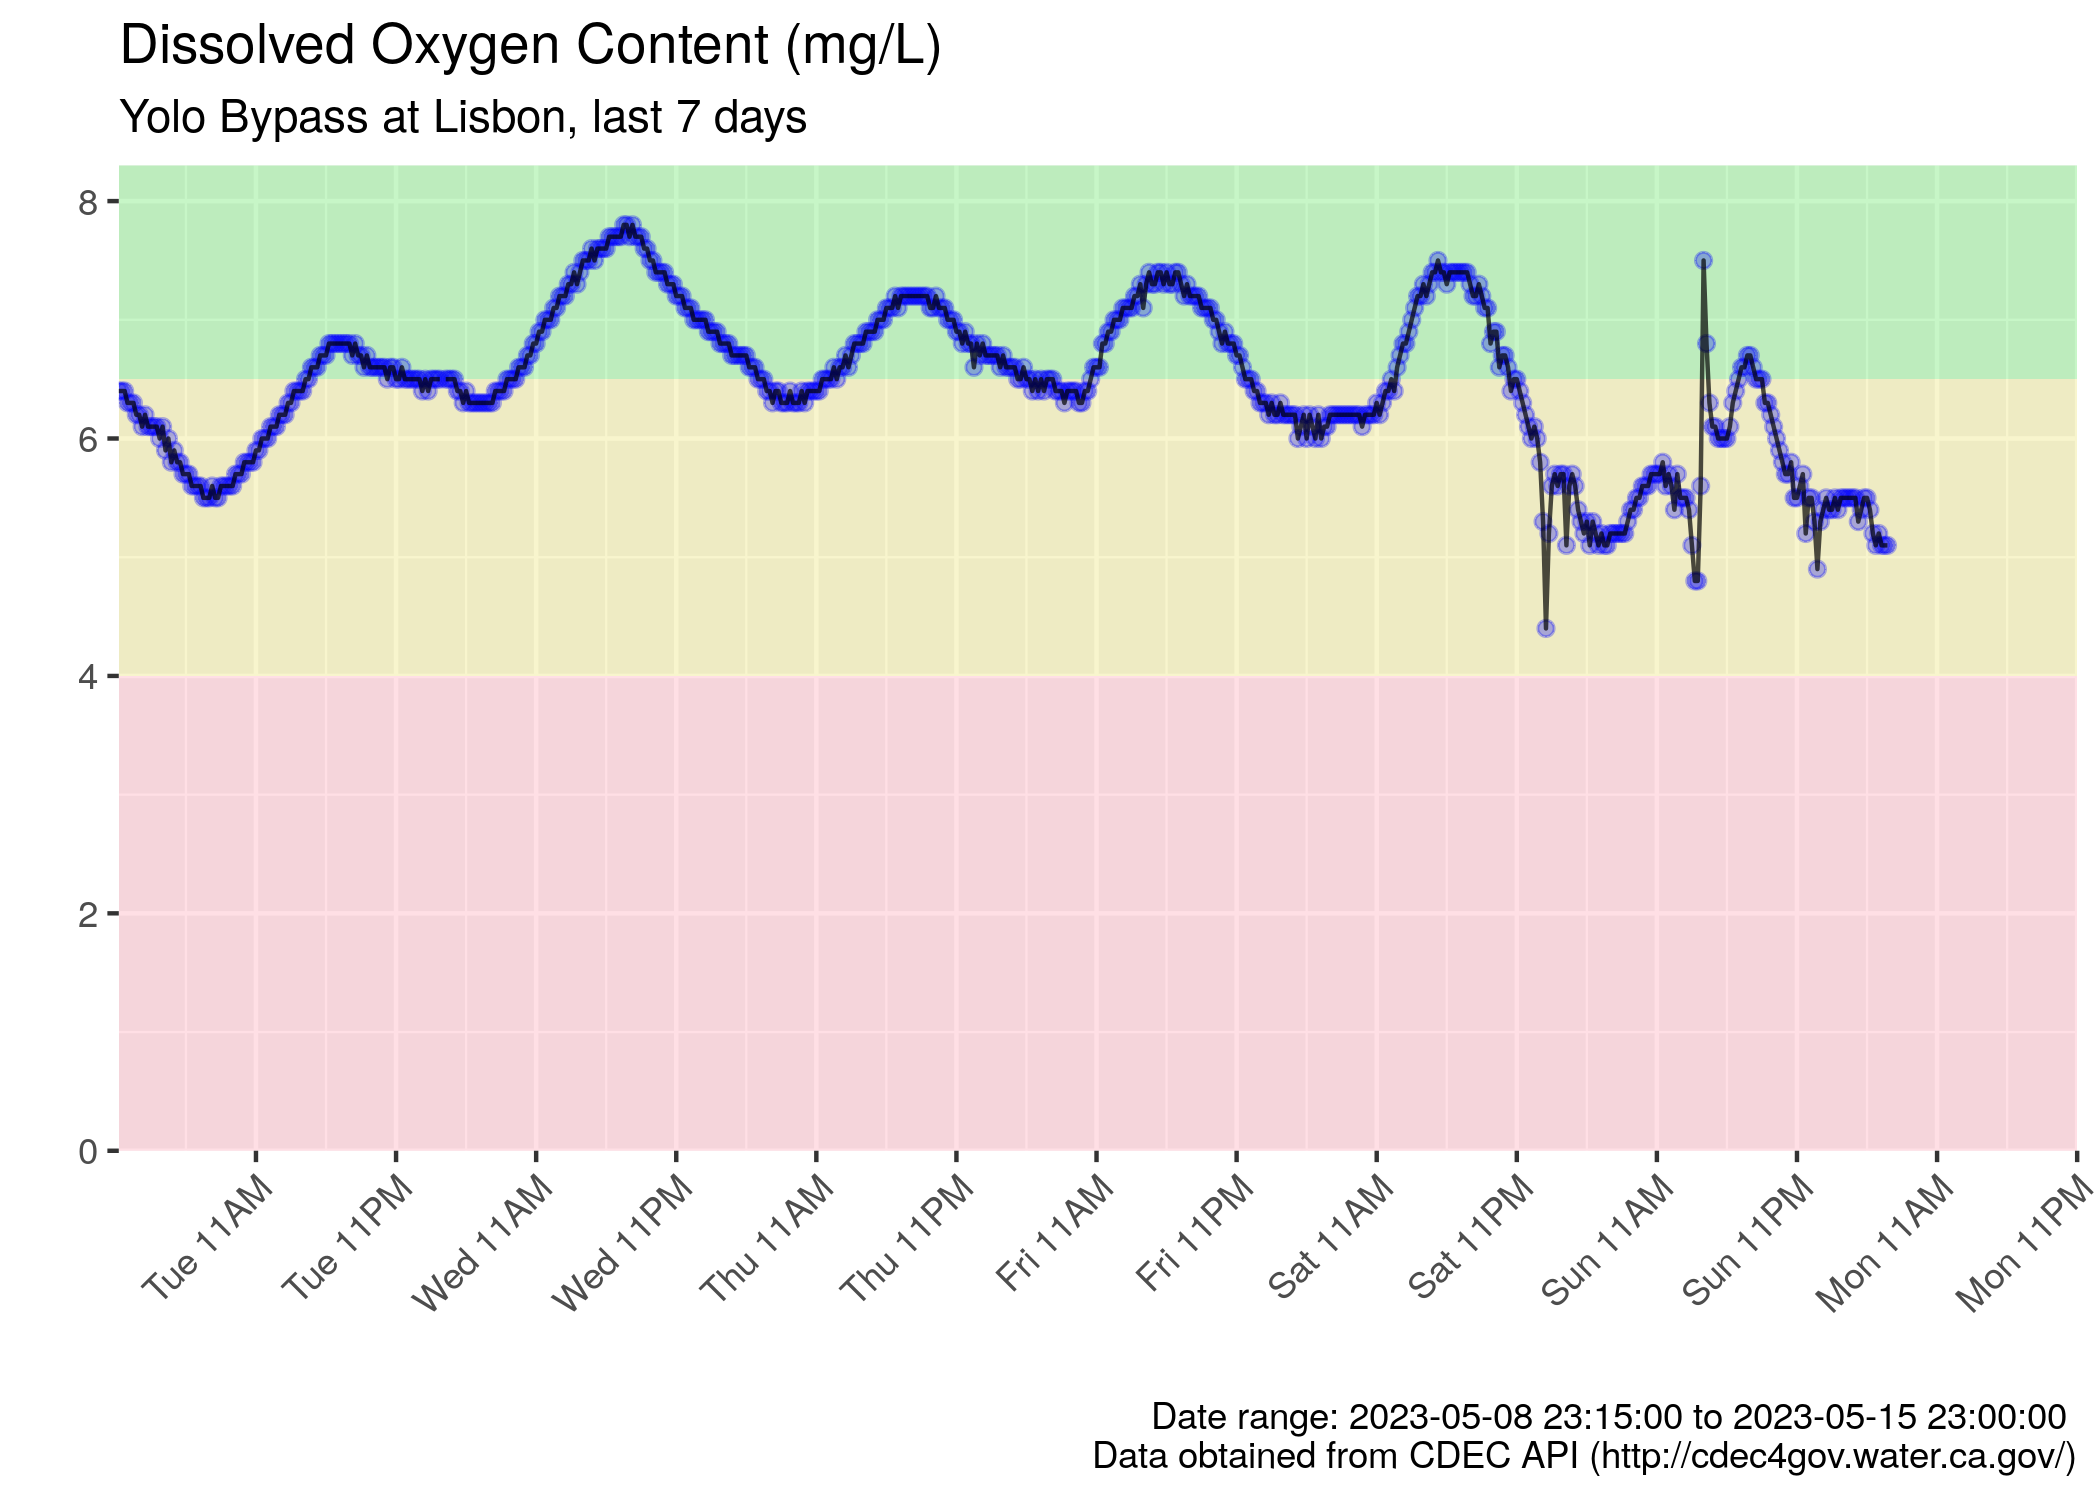 Dissolved Oxygen Content (mg/L)
Yolo Bypass at Lisbon, last 7 days
8
6
4
2
0
Tue 11AM
Tue 11PM
Wed 11AM
Wed 11PM
Thu 11AM
Thu 11PM
Fri 11AM
Fri 11PM
Sat 11AM
Sat 11PM
Sun 11AM
Sun 11PM
Mon 11AM
Mon 11PM
Date range: 2023-05-08 23:15:00 to 2023-05-15 23:00:00
Data obtained from CDEC API (http://cdec4gov.water.ca.gov/)